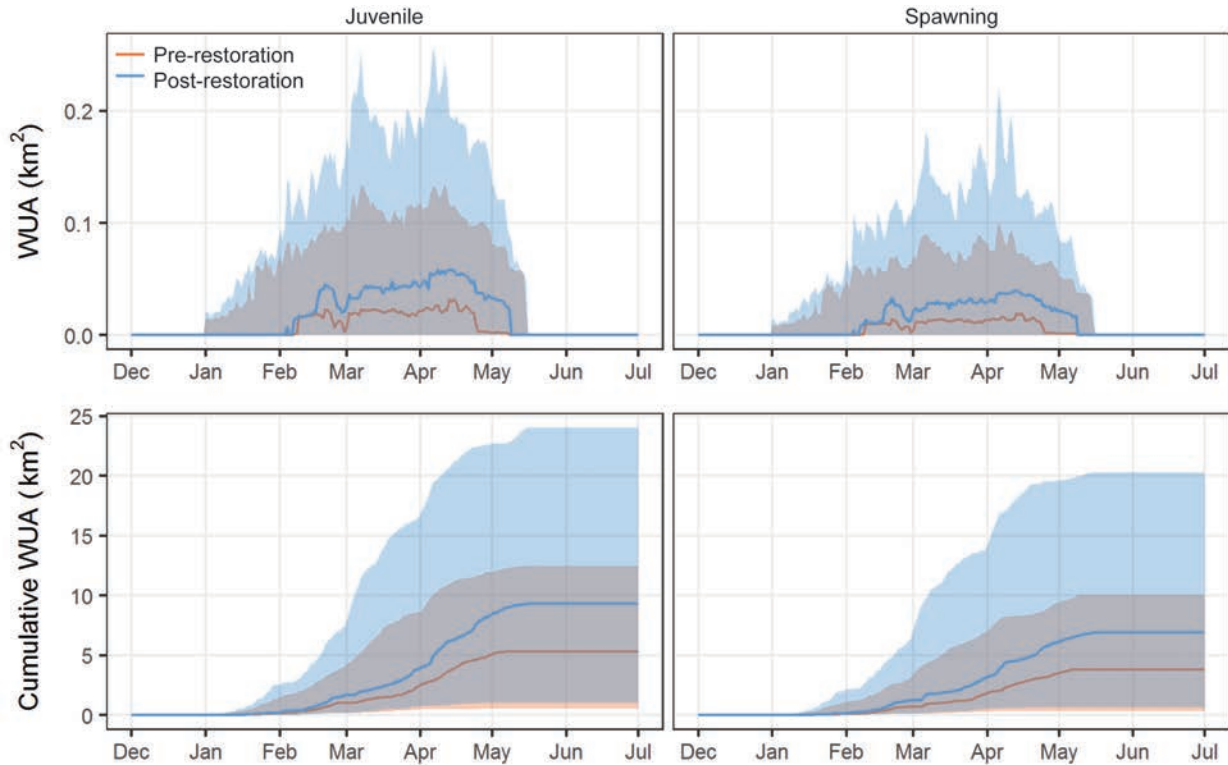 Juvenile
Spawning
Pre-restoration
Post-restoration
WUA (km²)
0.2
0.1
0.0
Dec Jan Feb Mar Apr May Jun Jul
Dec Jan Feb Mar Apr May Jun Jul
Cumulative WUA (km²)
25
20
15
10
5
0
Dec Jan Feb Mar Apr May Jun Jul
Dec Jan Feb Mar Apr May Jun Jul